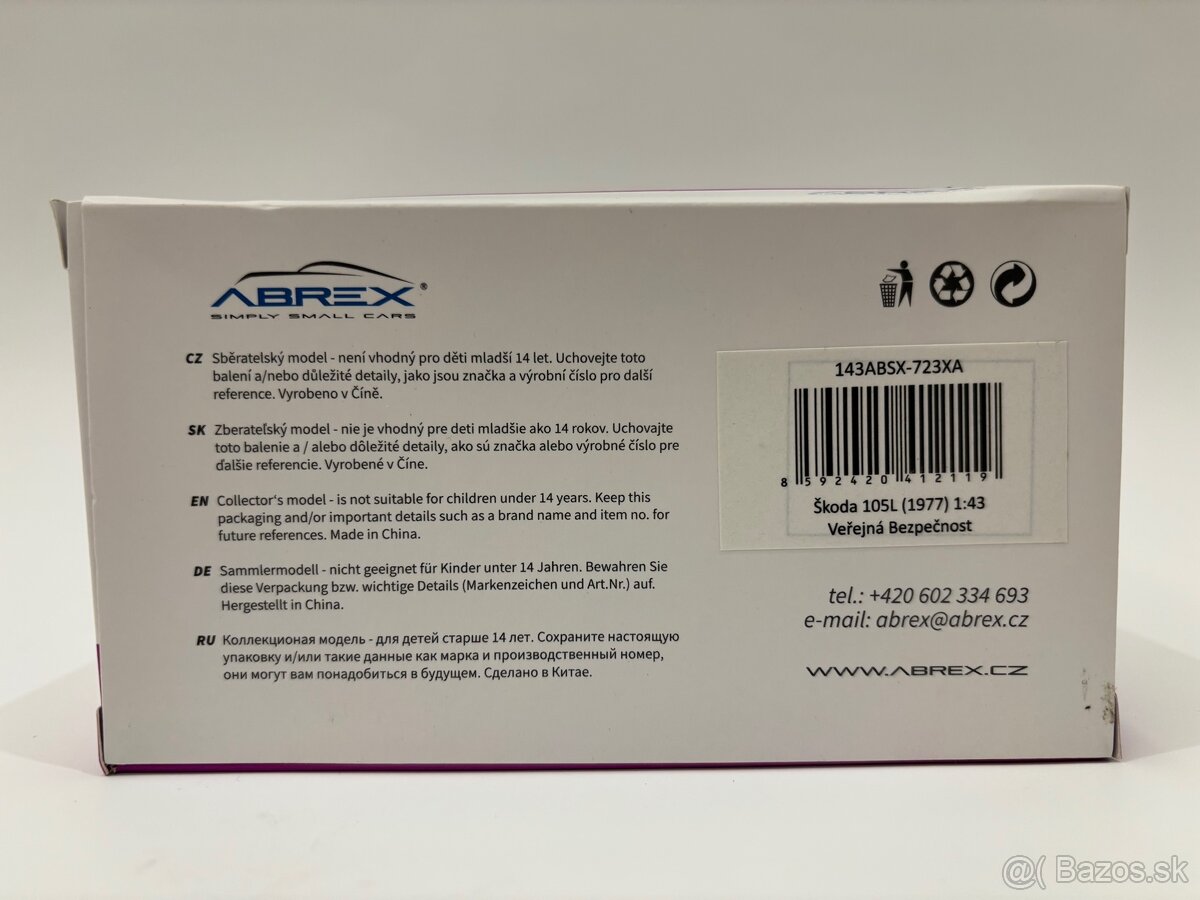 ABREX®
SIMPLY SMALL CARS
CZ Sběratelský model - není vhodný pro děti mladší 14 let. Uchovejte toto
balení a/nebo důležité detaily, jako jsou značka a výrobní číslo pro další
reference. Vyrobeno v Číně.
SK Zberateľský model - nie je vhodný pre deti mladšie ako 14 rokov. Uchovajte
toto balenie a / alebo dôležité detaily, ako sú značka alebo výrobné číslo pre
ďalšie referencie. Vyrobené v Číne.
EN Collector's model - is not suitable for children under 14 years. Keep this
packaging and/or important details such as a brand name and item no. for
future references. Made in China.
DE Sammlermodell - nicht geeignet für Kinder unter 14 Jahren. Bewahren Sie
diese Verpackung bzw. wichtige Details (Markenzeichen und Art.Nr.) auf.
Hergestellt in China.
RU Коллекционая модель - для детей старше 14 лет. Сохраните настоящую
упаковку и/или такие данные как марка и производственный номер,
они могут вам понадобиться в будущем. Сделано в Китае.
143ABSX-723XA
8 592420 412119
Škoda 105L (1977) 1:43
Veřejná Bezpečnost
tel.: +420 602 334 693
e-mail: abrex@abrex.cz
WWW.ABREX.CZ
@( Bazos.sk